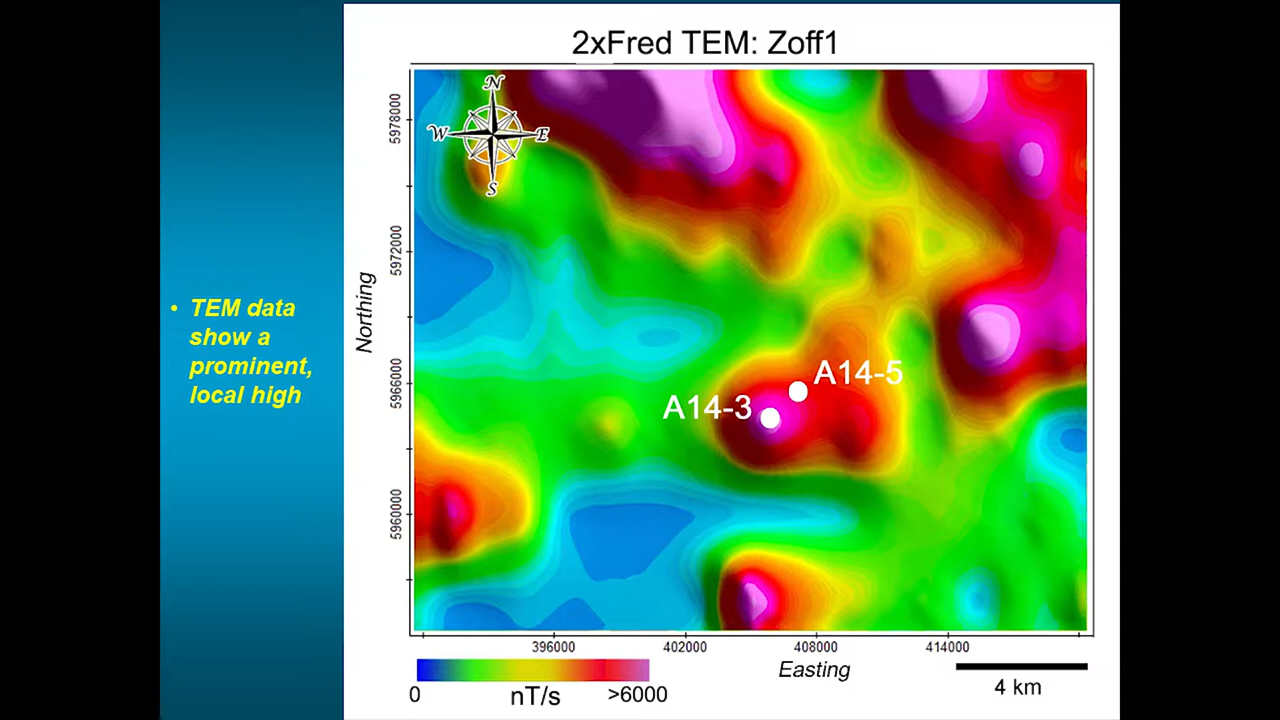 2xFred TEM: Zoff1
• TEM data
show a
prominent,
local high
N
W
E
S
Northing
5978000
5972000
5966000
5960000
A14-5
A14-3
396000
402000
408000
414000
Easting
0
nT/s
>6000
4 km